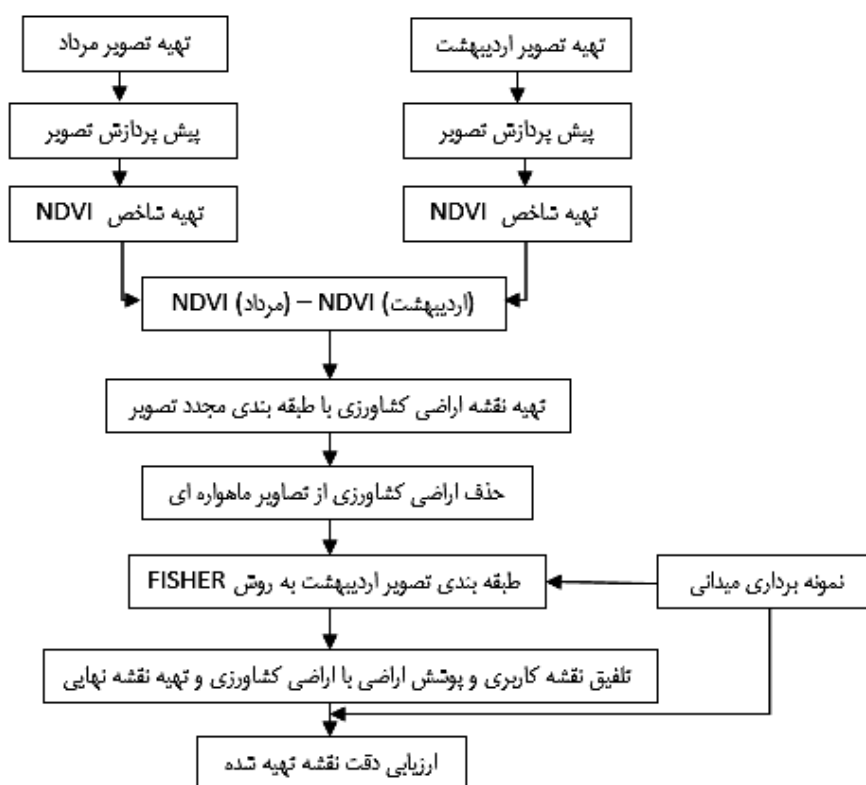 تهیه تصویر اردیبهشت
تهیه تصویر مرداد
پیش پردازش تصویر
پیش پردازش تصویر
تهیه شاخص NDVI
تهیه شاخص NDVI
NDVI (مرداد) – NDVI (اردیبهشت)
تهیه نقشه اراضی کشاورزی با طبقه بندی مجدد تصویر
حذف اراضی کشاورزی از تصاویر ماهواره ای
نمونه برداری میدانی
طبقه بندی تصویر اردیبهشت به روش FISHER
تلفیق نقشه کاربری و پوشش اراضی با اراضی کشاورزی و تهیه نقشه نهایی
ارزیابی دقت نقشه تهیه شده